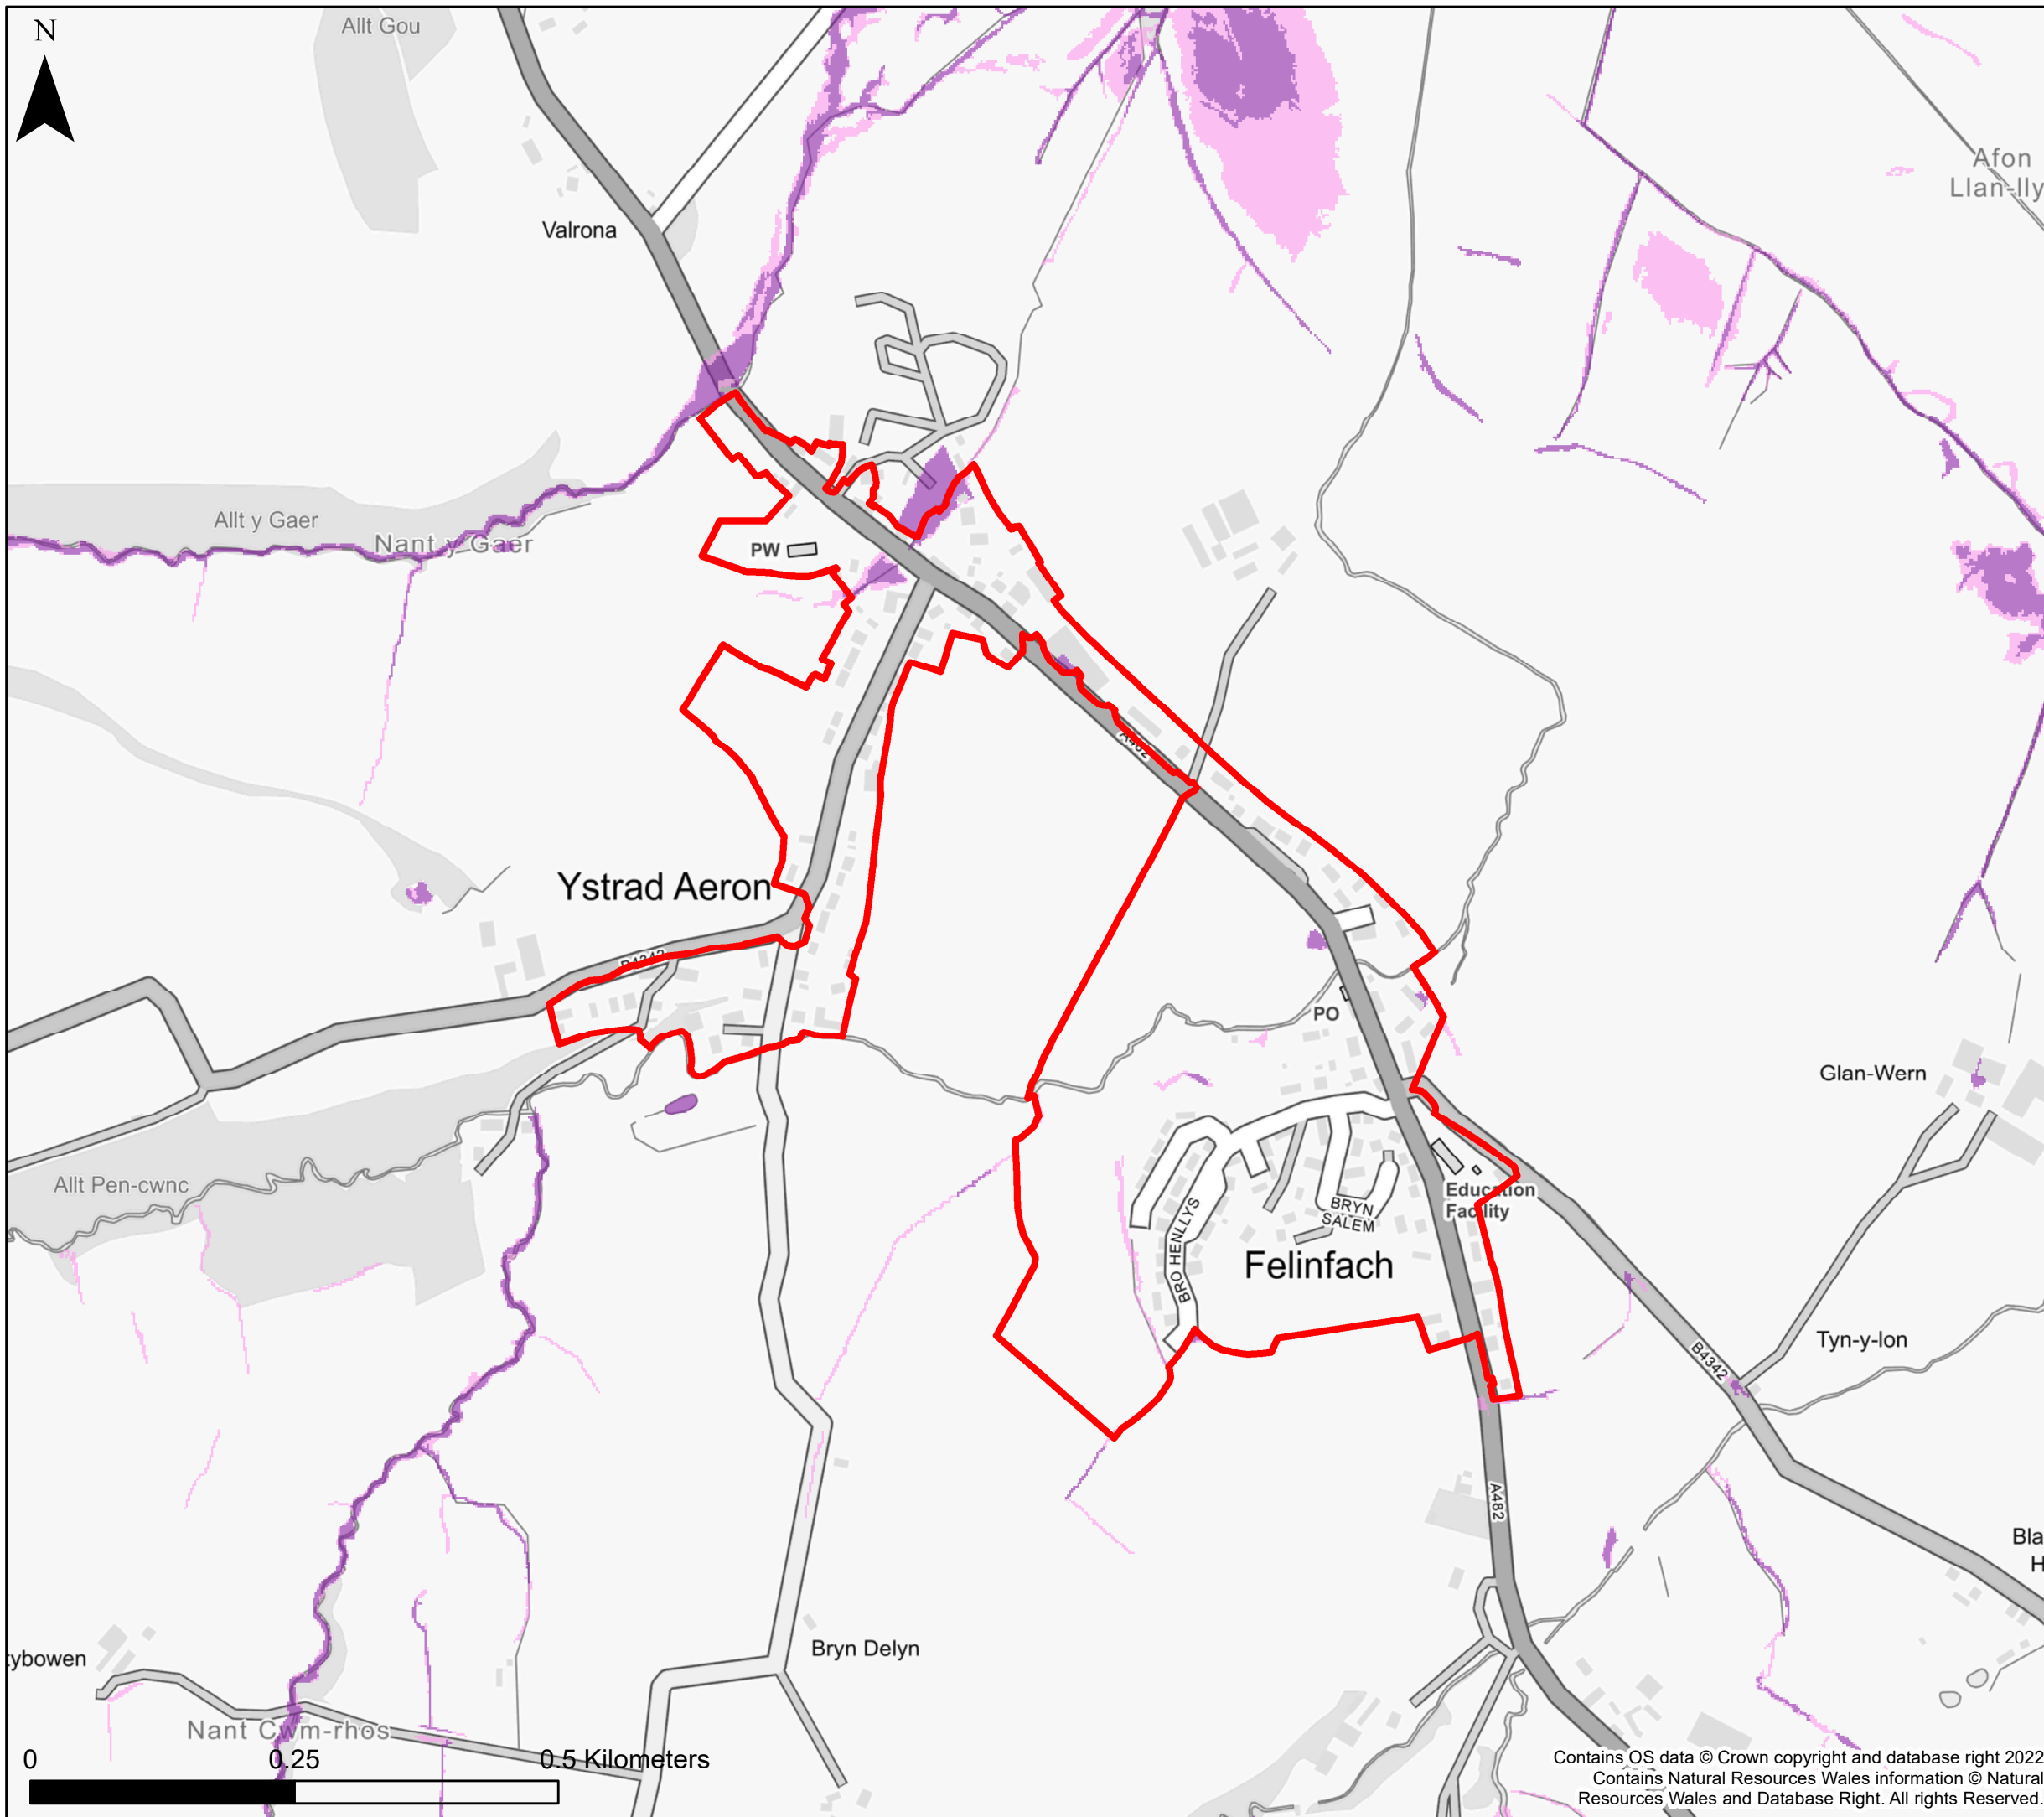 Allt Gou
N
Afon
Llan-lly
Valrona
Allt y Gaer
Nant y Gaer
PW
A482
Ystrad Aeron
B4342
PO
Glan-Wern
Allt Pen-cwnc
Education
Facility
BRYN
SALEM
BRO HENLLYS
Felinfach
Tyn-y-lon
B4342
A482
Bla
H
tybowen
Bryn Delyn
Nant Cwm-rhos
0 0.25 0.5 Kilometers
Contains OS data © Crown copyright and database right 2022
Contains Natural Resources Wales information © Natural
Resources Wales and Database Right. All rights Reserved